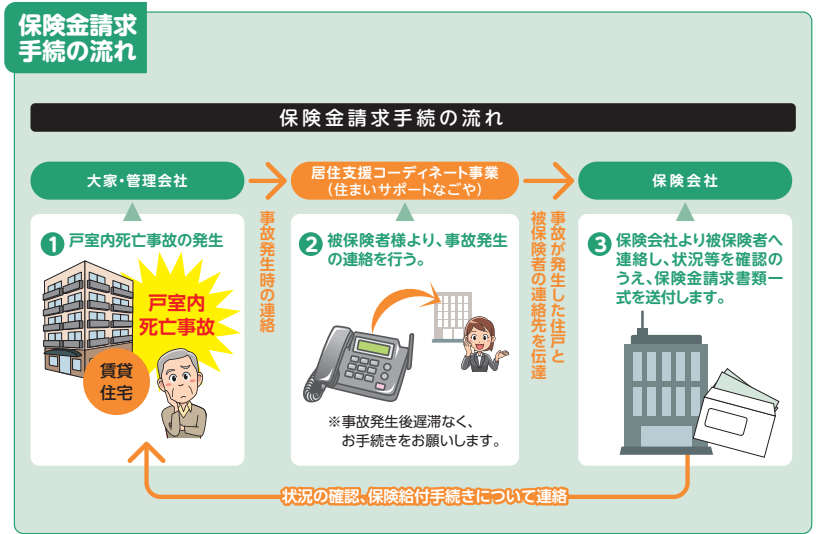 保険金請求
手続の流れ
保険金請求手続の流れ
大家・管理会社
居住支援コーディネート事業
(住まいサポートなごや)
保険会社
❶ 戸室内死亡事故の発生
戸室内
死亡事故
賃貸
住宅
事故発生時の連絡
❷ 被保険者様より、事故発生
の連絡を行う。
※事故発生後遅滞なく、
お手続きをお願いします。
事故が発生した住戸と
被保険者の連絡先を伝達
❸ 保険会社より被保険者へ
連絡し、状況等を確認の
うえ、保険金請求書類一
式を送付します。
状況の確認、保険給付手続きについて連絡